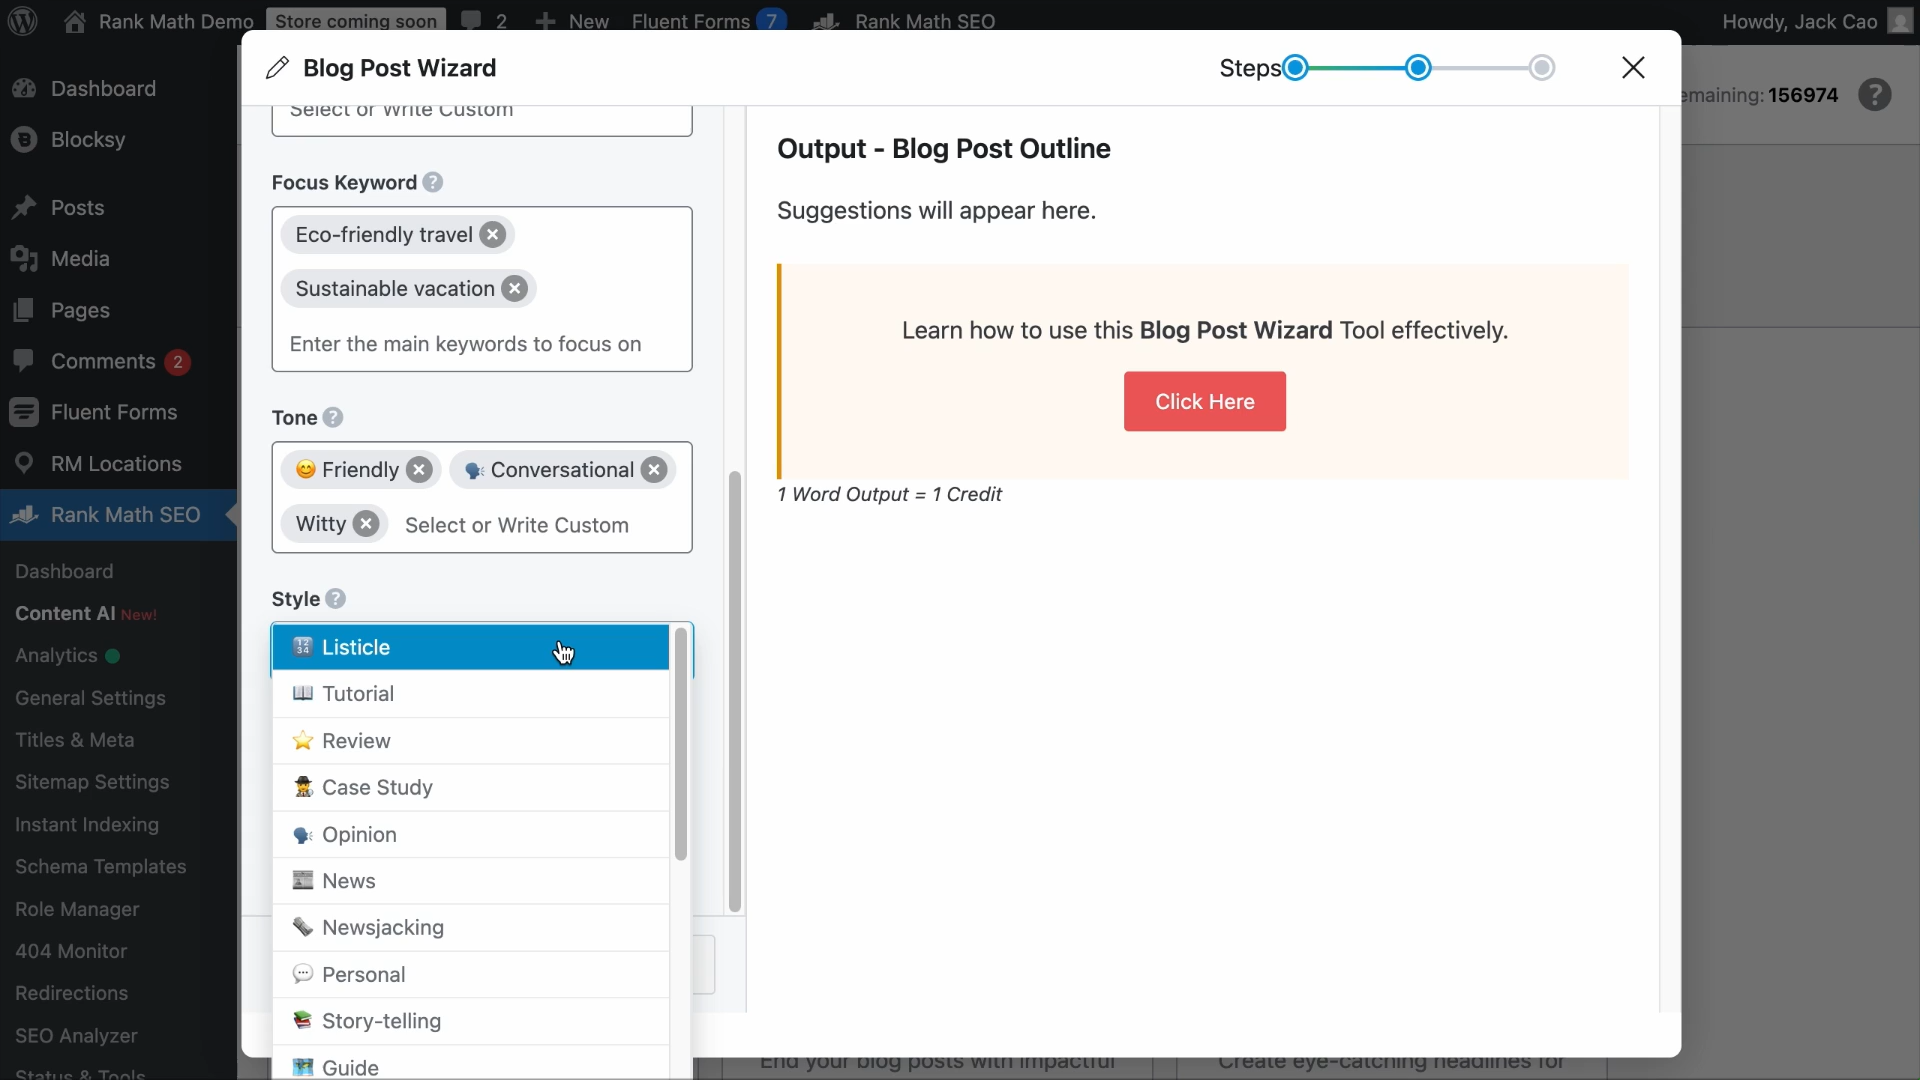 Rank Math Demo Store coming soon 2 New Fluent Forms 7 Rank Math SEO Howdy, Jack Cao
Blog Post Wizard
Steps
emaining: 156974 ?
Dashboard
Blocksy
Posts
Media
Pages
Comments 2
Fluent Forms
RM Locations
Rank Math SEO
Dashboard
Content AI New!
Analytics
General Settings
Titles & Meta
Sitemap Settings
Instant Indexing
Schema Templates
Role Manager
404 Monitor
Redirections
SEO Analyzer
Status & Tools
Select or Write Custom
Focus Keyword ?
Eco-friendly travel
Sustainable vacation
Enter the main keywords to focus on
Tone ?
Friendly Conversational
Witty Select or Write Custom
Style ?
Listicle
Tutorial
Review
Case Study
Opinion
News
Newsjacking
Personal
Story-telling
Guide
Output - Blog Post Outline
Suggestions will appear here.
Learn how to use this Blog Post Wizard Tool effectively.
Click Here
1 Word Output = 1 Credit
End your blog posts with impactful
Create eye-catching headlines for